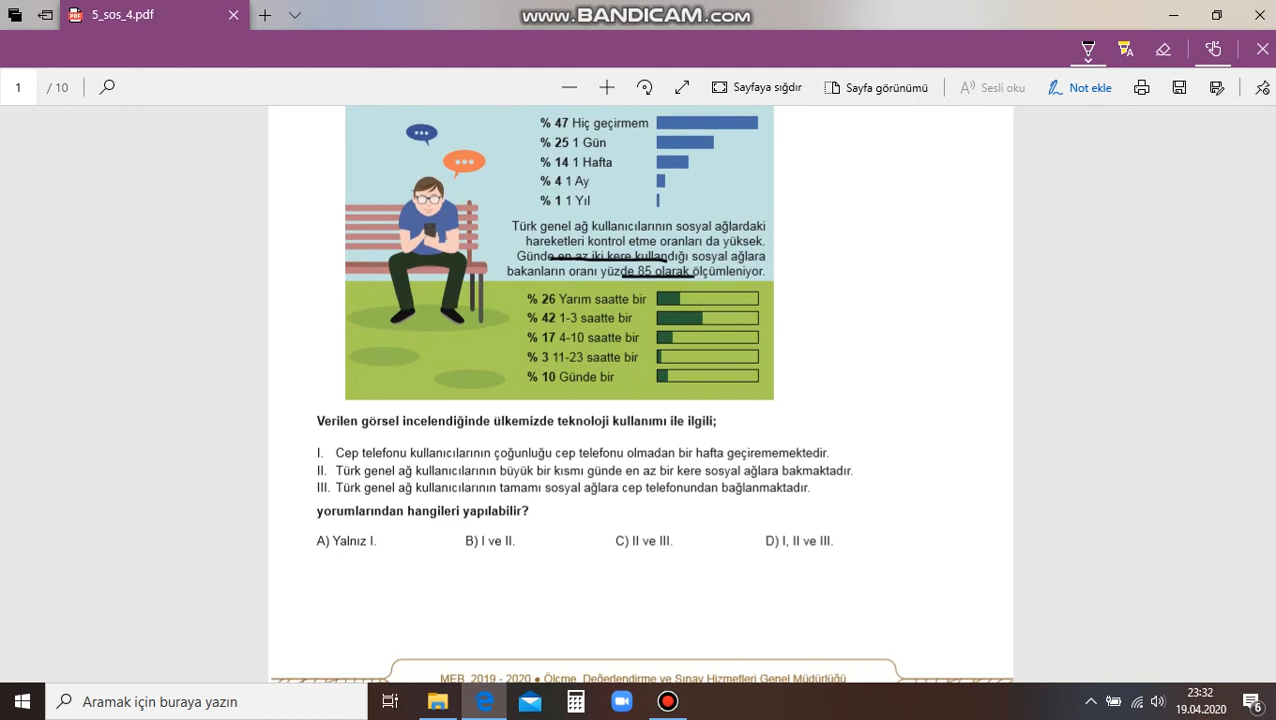 5_sos_4.pdf
www.BANDICAM.com
1 / 10
Sayfaya sığdır
Sayfa görünümü
Sesli oku
Not ekle
% 47 Hiç geçirmem
% 25 1 Gün
% 14 1 Hafta
% 4 1 Ay
% 1 1 Yıl
Türk genel ağ kullanıcılarının sosyal ağlardaki
hareketleri kontrol etme oranları da yüksek.
Günde en az iki kere kullandığı sosyal ağlara
bakanların oranı yüzde 85 olarak ölçümleniyor.
% 26 Yarım saatte bir
% 42 1-3 saatte bir
% 17 4-10 saatte bir
% 3 11-23 saatte bir
% 10 Günde bir
Verilen görsel incelendiğinde ülkemizde teknoloji kullanımı ile ilgili;
I. Cep telefonu kullanıcılarının çoğunluğu cep telefonu olmadan bir hafta geçirememektedir.
II. Türk genel ağ kullanıcılarının büyük bir kısmı günde en az bir kere sosyal ağlara bakmaktadır.
III. Türk genel ağ kullanıcılarının tamamı sosyal ağlara cep telefonundan bağlanmaktadır.
yorumlarından hangileri yapılabilir?
A) Yalnız I. B) I ve II. C) II ve III. D) I, II ve III.
MEB 2019 - 2020 ● Ölçme, Değerlendirme ve Sınav Hizmetleri Genel Müdürlüğü
Aramak için buraya yazın
23:32
19.04.2020
6